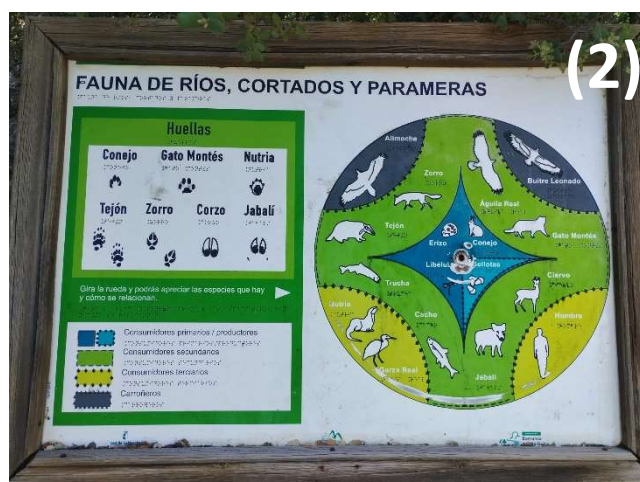 (2)
FAUNA DE RÍOS, CORTADOS Y PARAMERAS
Huellas
Conejo Gato Montés Nutria
Tejón Zorro Corzo Jabalí
Gira la rueda y podrás apreciar las especies que hay
y cómo se relacionan.
Consumidores primarios / productores
Consumidores secundarios
Consumidores terciarios
Carroñeros
Alimoche
Buitre Leonado
Zorro
Águila Real
Tejón
Gato Montés
Erizo
Conejo
Libélula
Bellotas
Trucha
Ciervo
Nutria
Cacho
Hombre
Garza Real
Jabalí